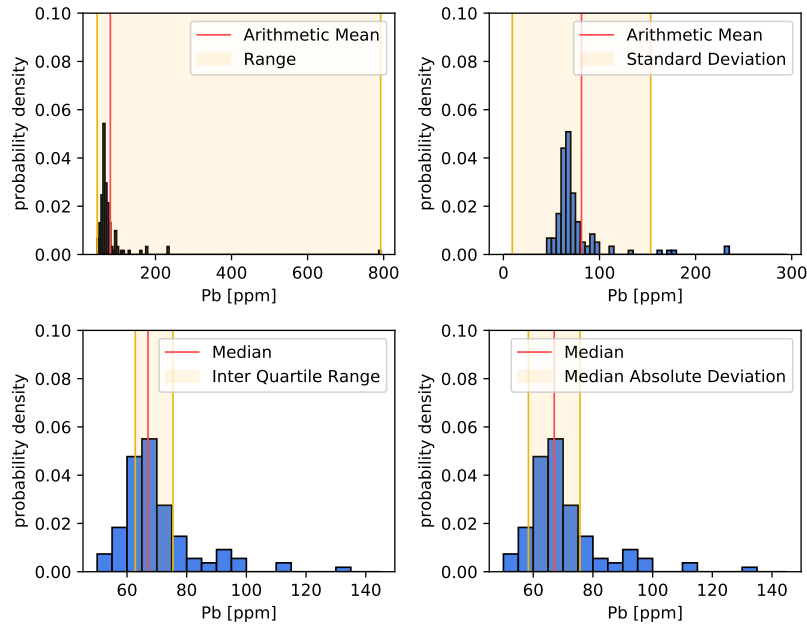 0.10
0.08
0.06
0.04
0.02
0.00
probability density
200 400 600 800
Pb [ppm]
Arithmetic Mean
Range
0.10
0.08
0.06
0.04
0.02
0.00
probability density
0 100 200 300
Pb [ppm]
Arithmetic Mean
Standard Deviation
0.10
0.08
0.06
0.04
0.02
0.00
probability density
60 80 100 120 140
Pb [ppm]
Median
Inter Quartile Range
0.10
0.08
0.06
0.04
0.02
0.00
probability density
60 80 100 120 140
Pb [ppm]
Median
Median Absolute Deviation